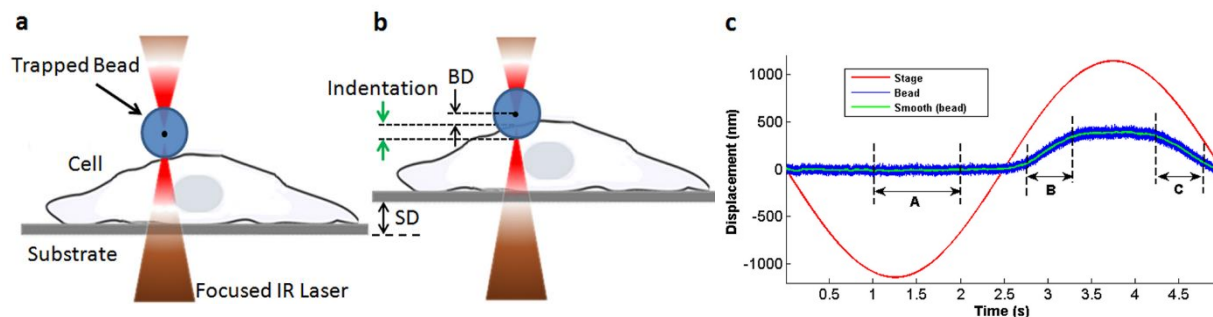 a
Trapped Bead
Cell
Substrate
Focused IR Laser
b
Indentation
BD
SD
c
Displacement (nm)
1000
500
0
-500
-1000
Stage
Bead
Smooth (bead)
A
B
C
0.5 1 1.5 2 2.5 3 3.5 4 4.5
Time (s)